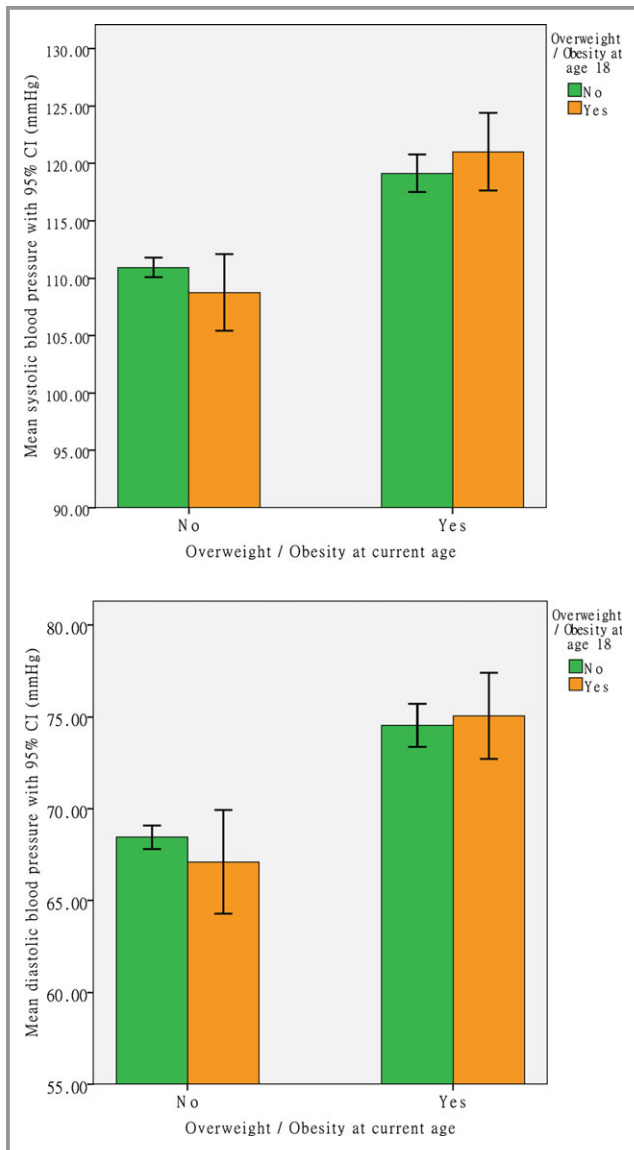 Mean systolic blood pressure with 95% CI (mmHg)
130.00
125.00
120.00
115.00
110.00
105.00
100.00
95.00
90.00
No
Yes
Overweight / Obesity at current age
Overweight
/ Obesity at
age 18
No
Yes
Mean diastolic blood pressure with 95% CI (mmHg)
80.00
75.00
70.00
65.00
60.00
55.00
No
Yes
Overweight / Obesity at current age
Overweight
/ Obesity at
age 18
No
Yes